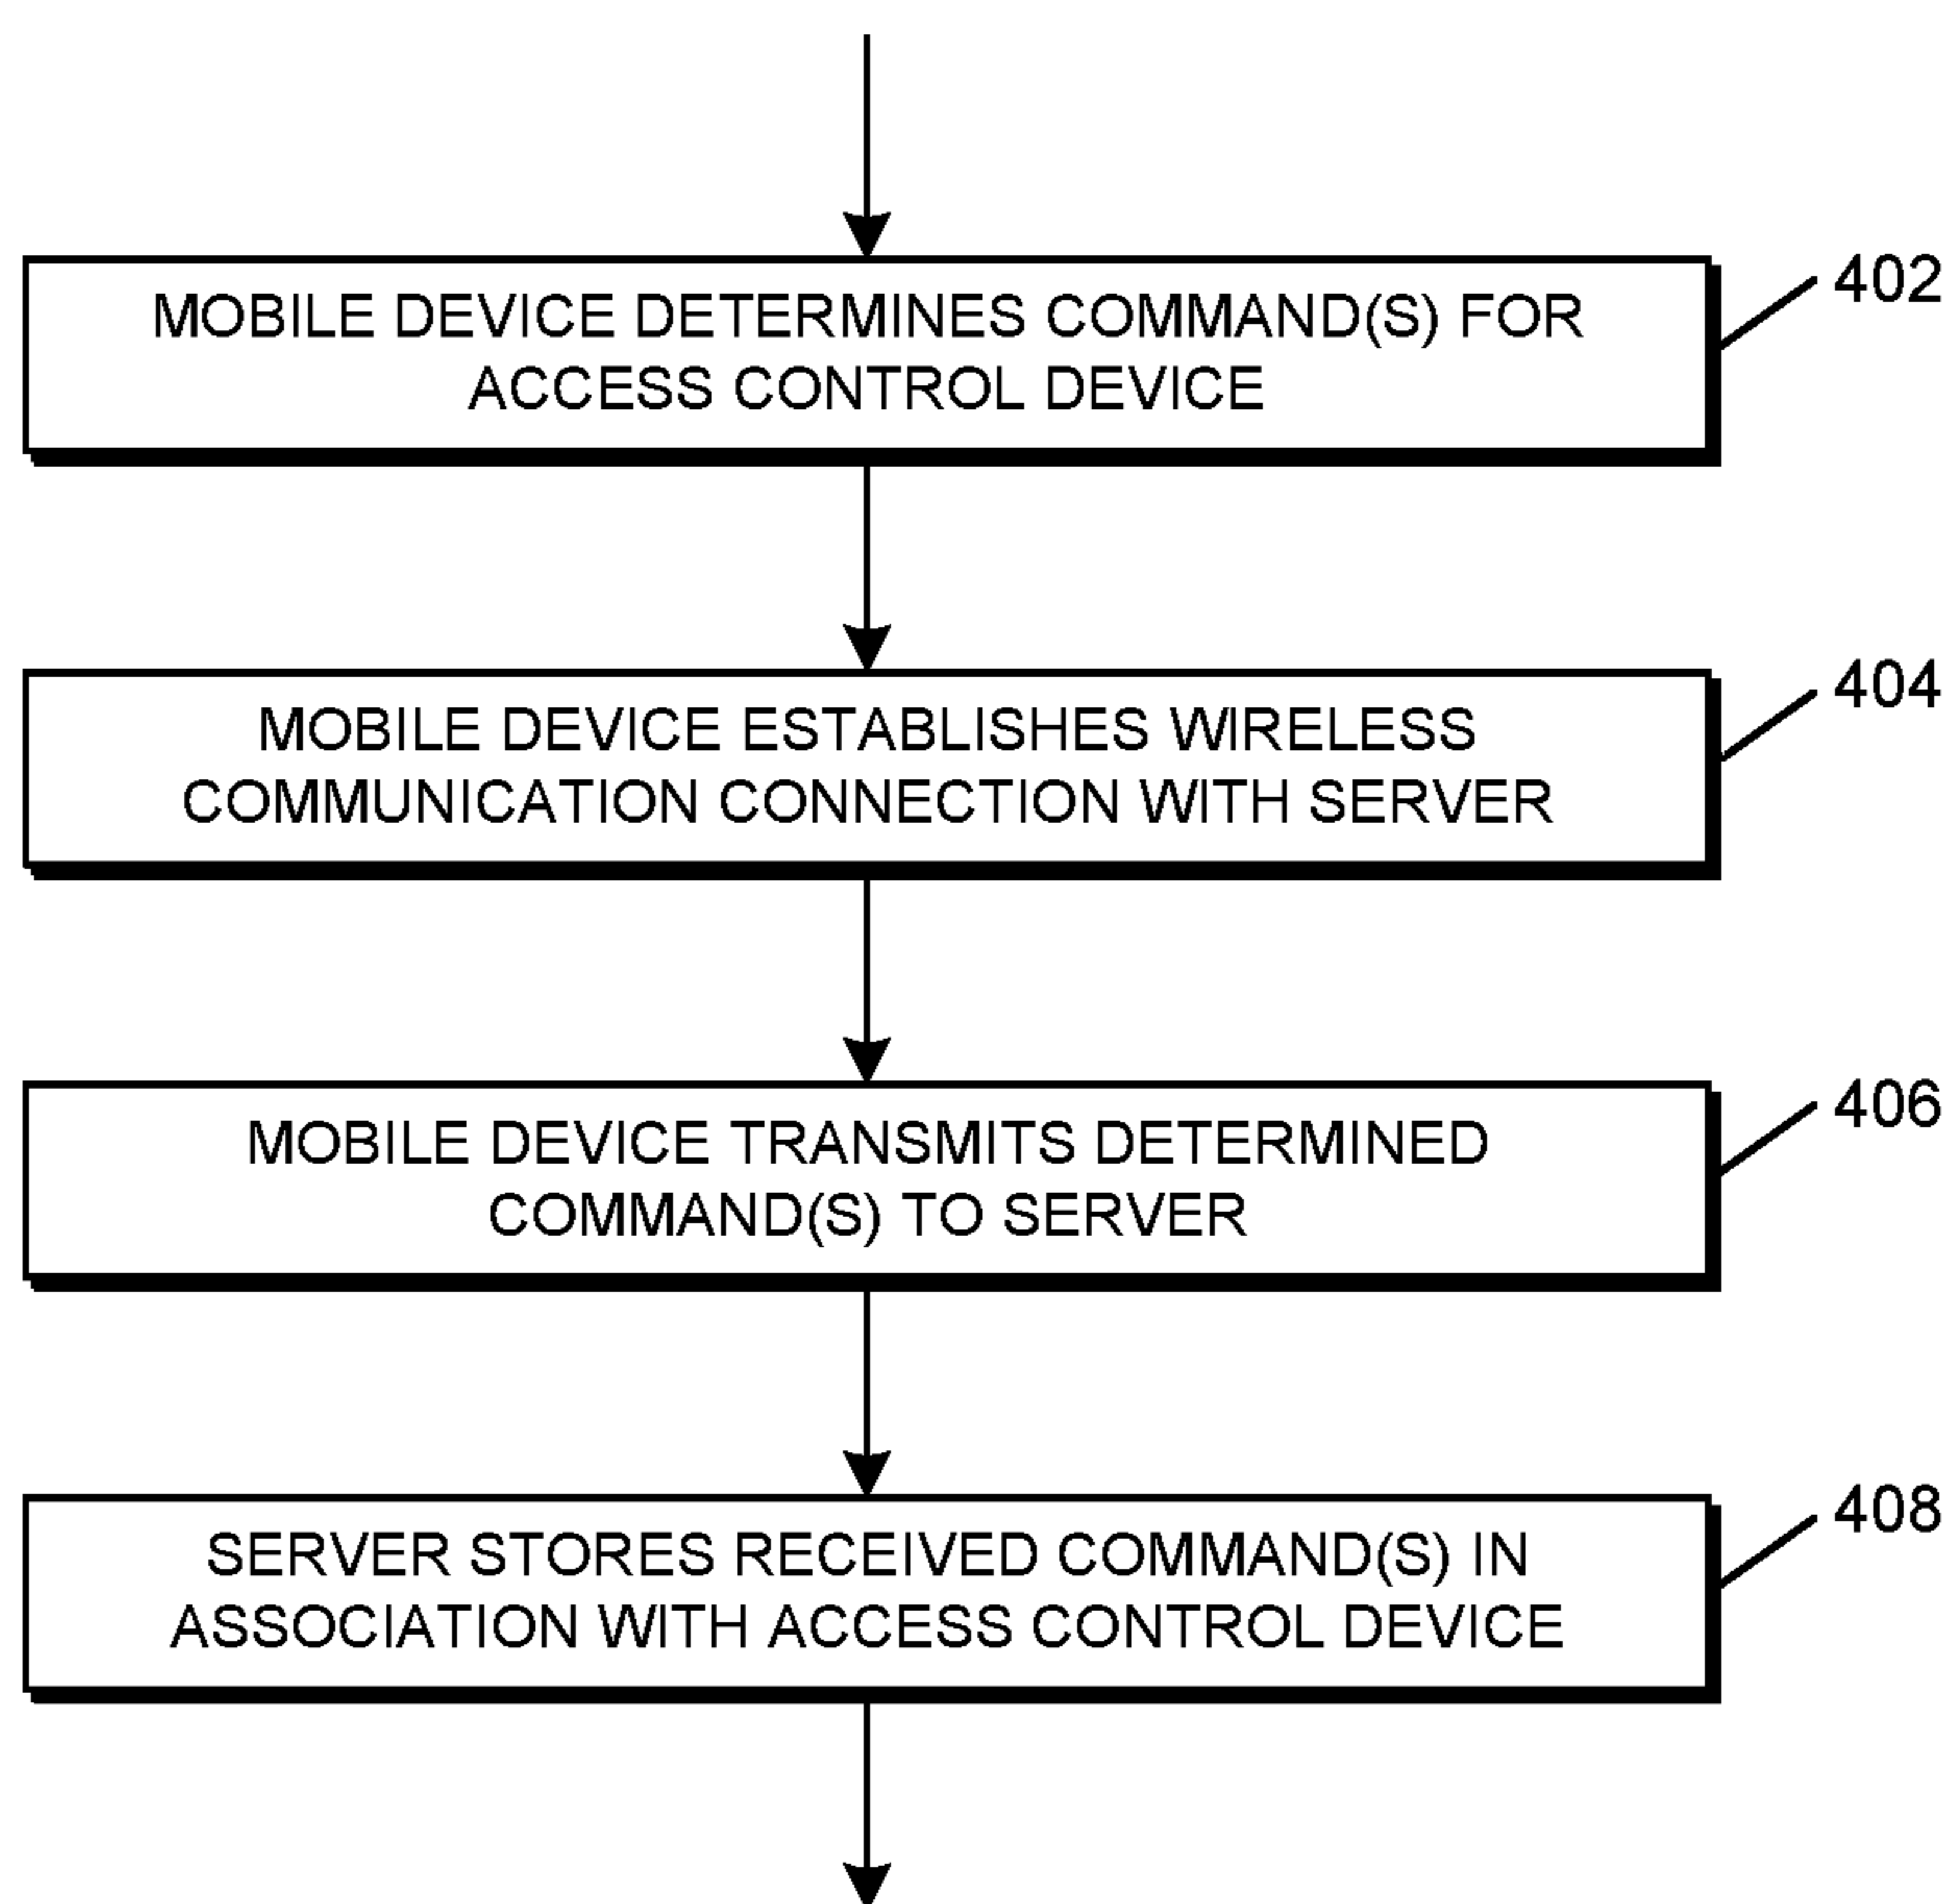 MOBILE DEVICE DETERMINES COMMAND(S) FOR
ACCESS CONTROL DEVICE
402
MOBILE DEVICE ESTABLISHES WIRELESS
COMMUNICATION CONNECTION WITH SERVER
404
MOBILE DEVICE TRANSMITS DETERMINED
COMMAND(S) TO SERVER
406
SERVER STORES RECEIVED COMMAND(S) IN
ASSOCIATION WITH ACCESS CONTROL DEVICE
408